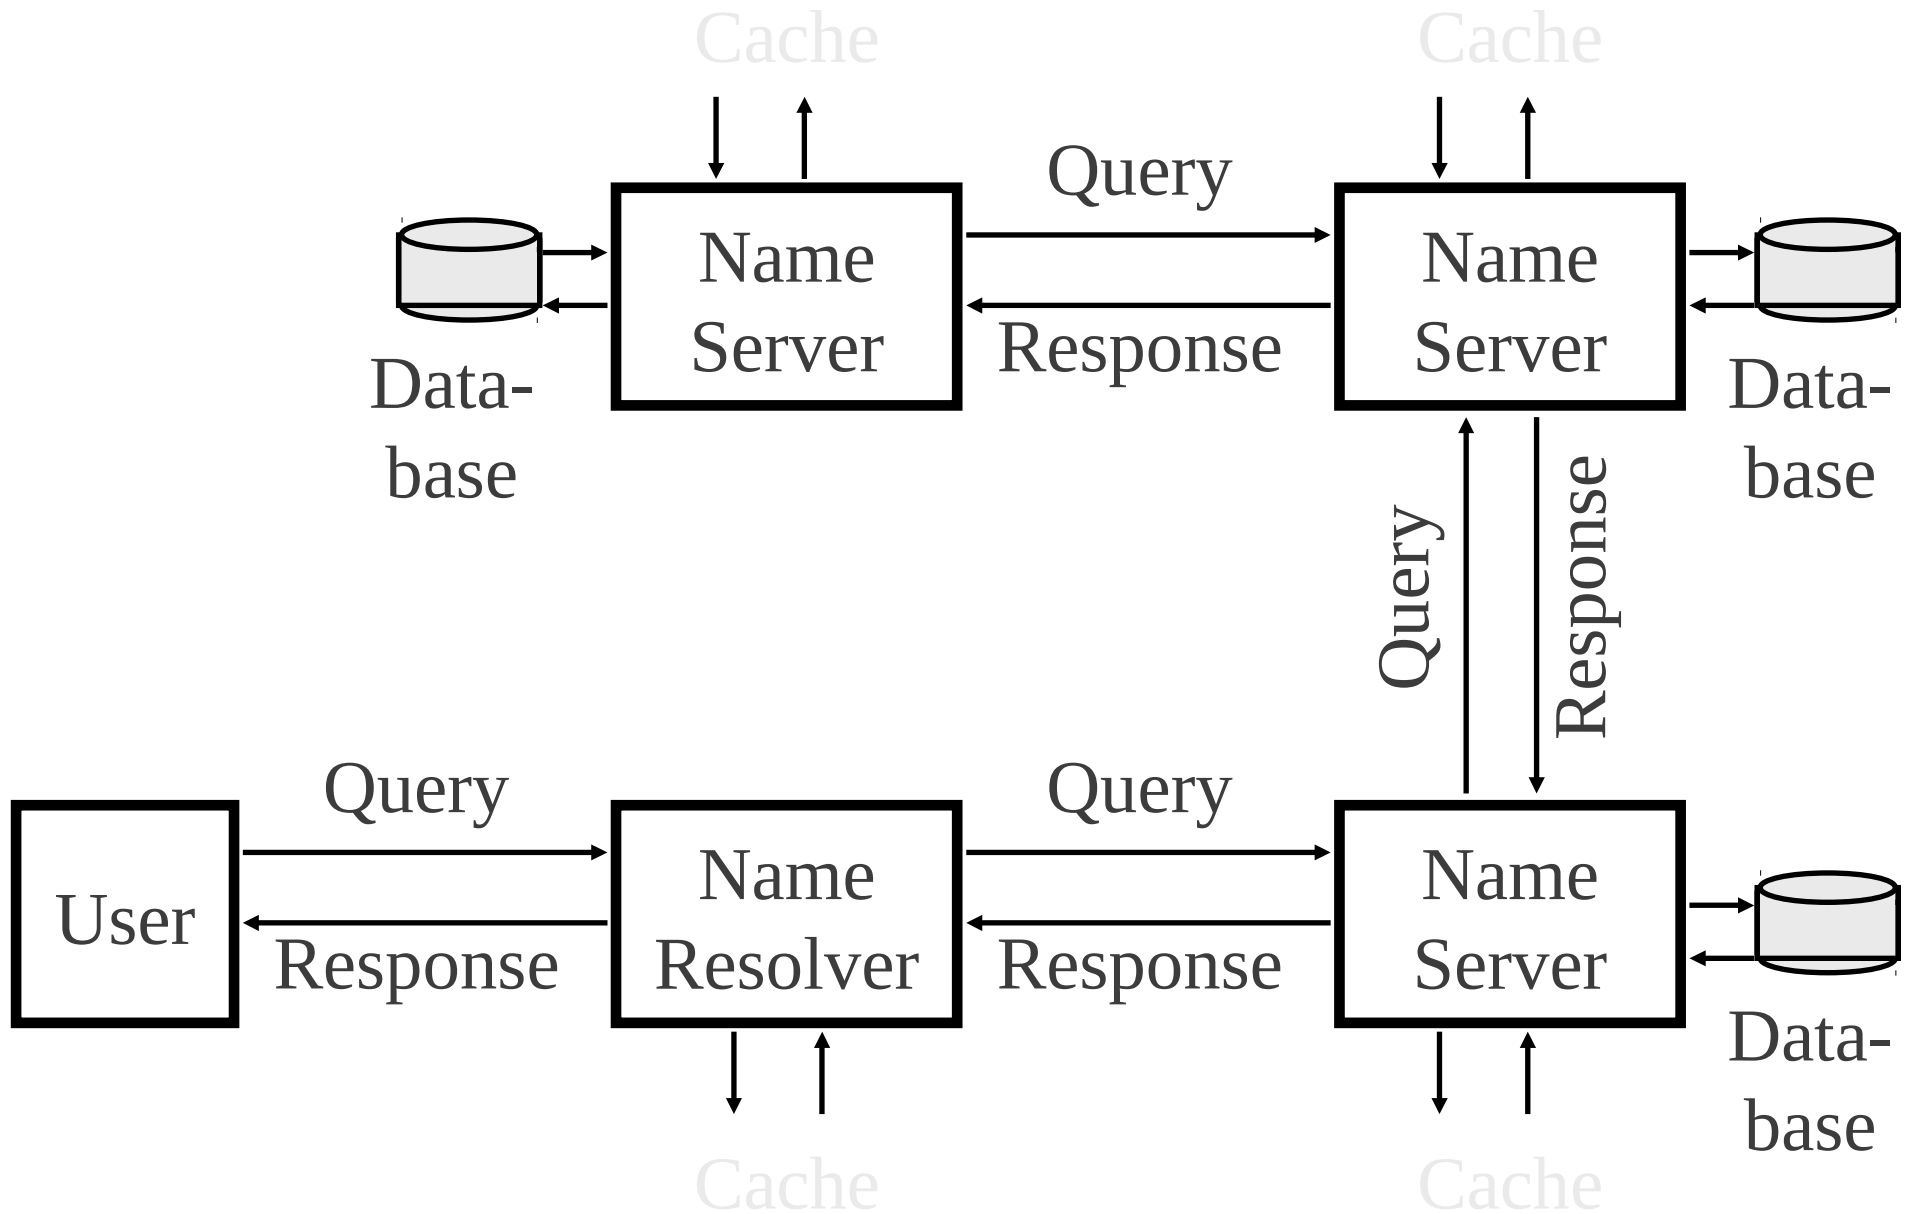 Cache
Cache
Query
Name
Server
Response
Name
Server
Data-
base
Data-
base
Query
Response
Query
Query
User
Name
Resolver
Name
Server
Response
Response
Data-
base
Cache
Cache